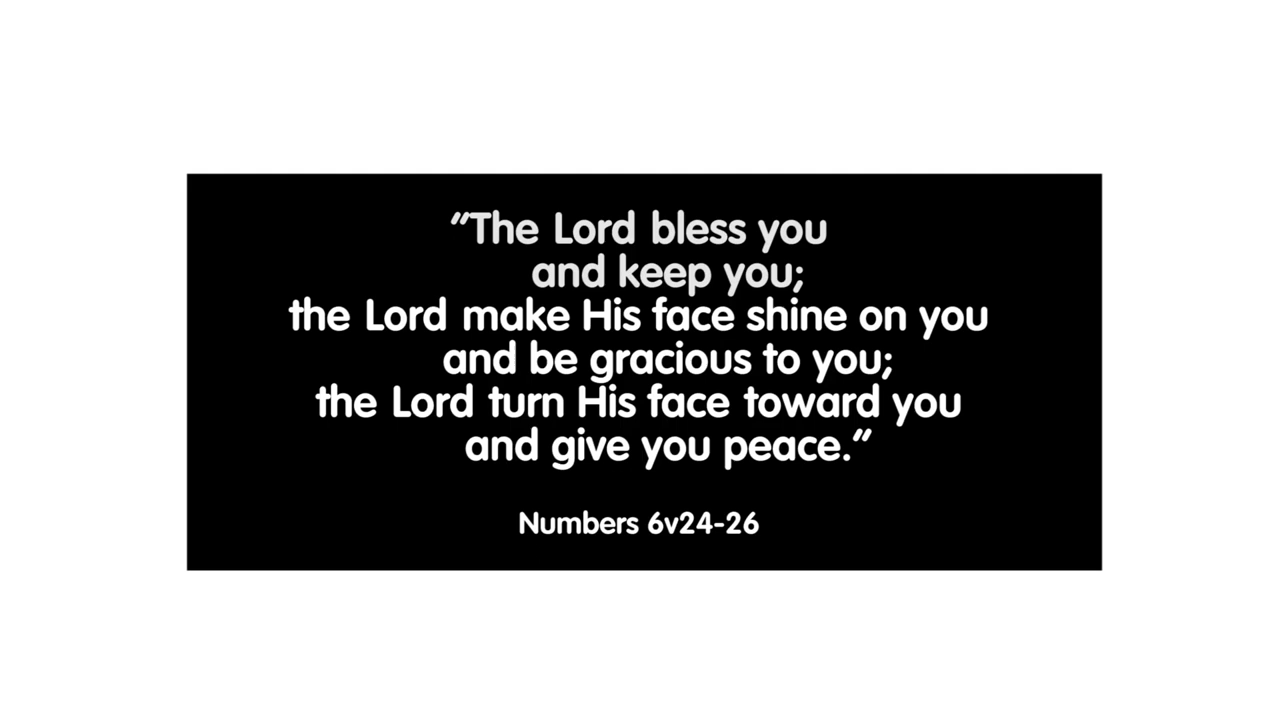 “The Lord bless you
and keep you;
the Lord make His face shine on you
and be gracious to you;
the Lord turn His face toward you
and give you peace.”
Numbers 6v24-26